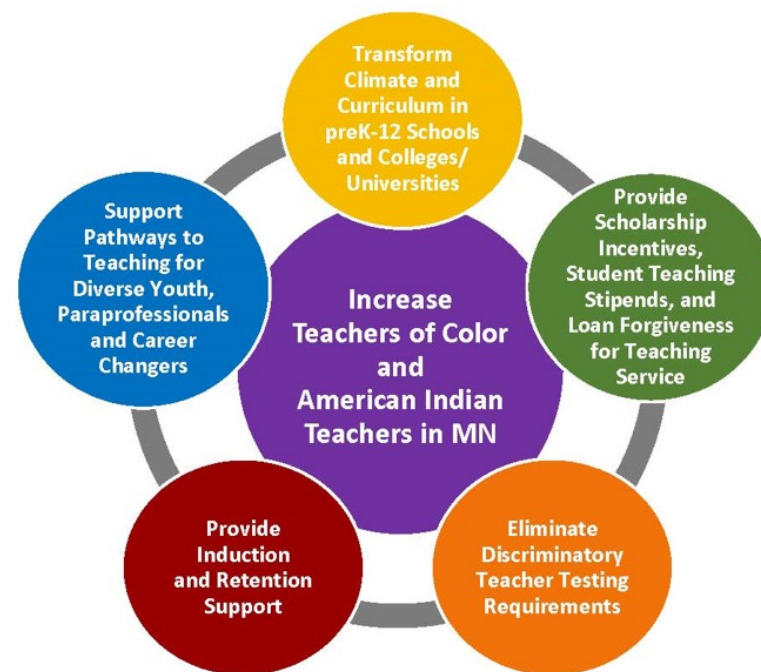 Transform
Climate and
Curriculum in
preK-12 Schools
and Colleges/
Universities
Provide
Scholarship
Incentives,
Student Teaching
Stipends, and
Loan Forgiveness
for Teaching
Service
Eliminate
Discriminatory
Teacher Testing
Requirements
Provide
Induction
and Retention
Support
Support
Pathways to
Teaching for
Diverse Youth,
Paraprofessionals
and Career
Changers
Increase
Teachers of Color
and
American Indian
Teachers in MN